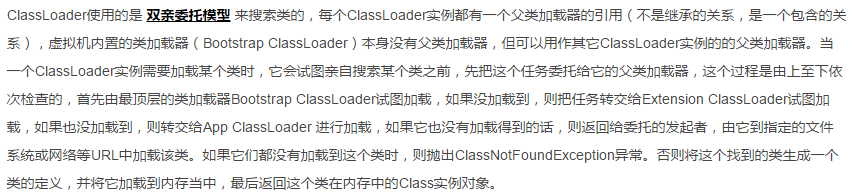 ClassLoader使用的是 双亲委托模型 来搜索类的，每个ClassLoader实例都有一个父类加载器的引用（不是继承的关系，是一个包含的关
系），虚拟机内置的类加载器（Bootstrap ClassLoader）本身没有父类加载器，但可以用作其它ClassLoader实例的的父类加载器。当
一个ClassLoader实例需要加载某个类时，它会试图亲自搜索某个类之前，先把这个任务委托给它的父类加载器，这个过程是由上至下依
次检查的，首先由最顶层的类加载器Bootstrap ClassLoader试图加载，如果没加载到，则把任务转交给Extension ClassLoader试图加
载，如果也没加载到，则转交给App ClassLoader 进行加载，如果它也没有加载得到的话，则返回给委托的发起者，由它到指定的文件
系统或网络等URL中加载该类。如果它们都没有加载到这个类时，则抛出ClassNotFoundException异常。否则将这个找到的类生成一个
类的定义，并将它加载到内存当中，最后返回这个类在内存中的Class实例对象。